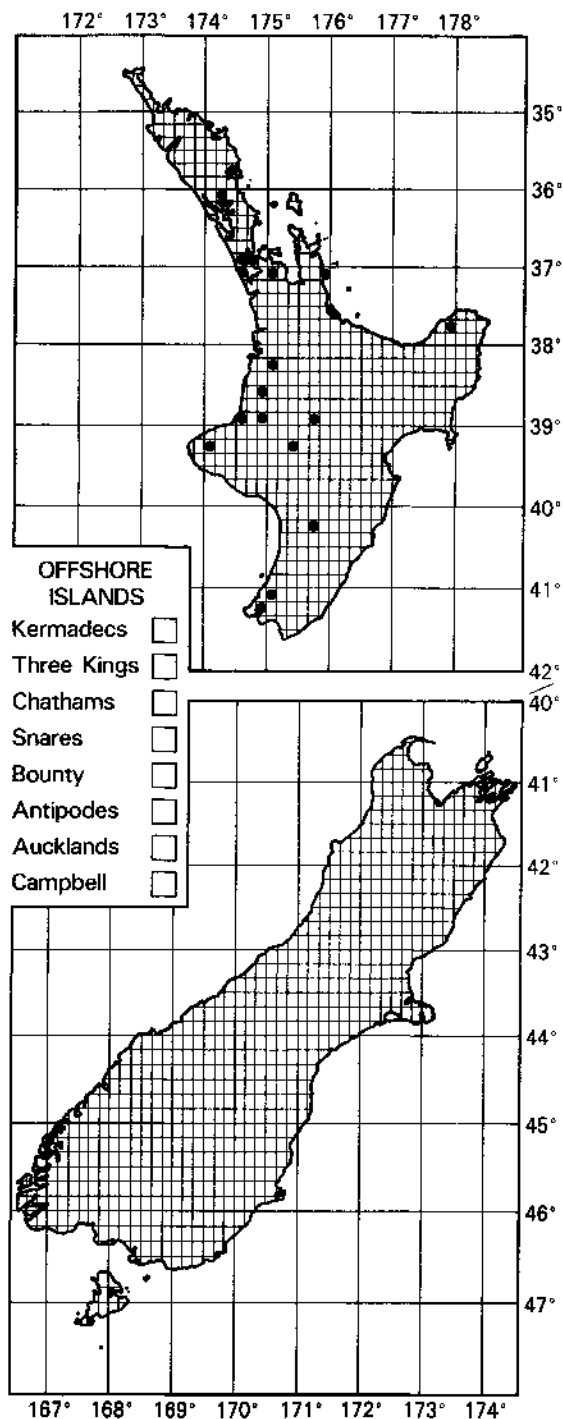 172° 173° 174° 175° 176° 177° 178°
35°
36°
37°
38°
39°
40°
41°
42°
OFFSHORE
ISLANDS
Kermadecs
Three Kings
Chathams
Snares
Bounty
Antipodes
Aucklands
Campbell
40°
41°
42°
43°
44°
45°
46°
47°
167° 168° 169° 170° 171° 172° 173° 174°